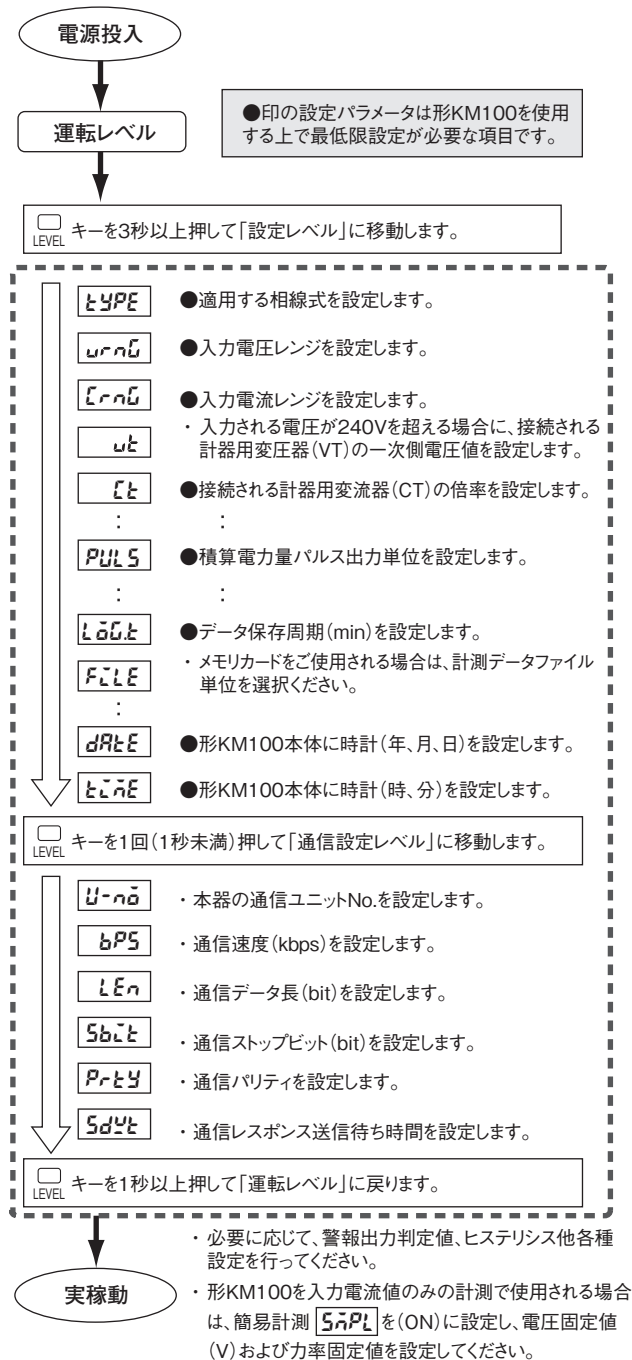 電源投入
運転レベル
●印の設定パラメータは形KM100を使用
する上で最低限設定が必要な項目です。
LEVEL キーを3秒以上押して「設定レベル」に移動します。
tYPE ●適用する相線式を設定します。
vrnG ●入力電圧レンジを設定します。
CrnG ●入力電流レンジを設定します。
vt ・ 入力される電圧が240Vを超える場合に、接続される
計器用変圧器(VT)の一次側電圧値を設定します。
Ct ●接続される計器用変流器(CT)の倍率を設定します。
: :
PULS ●積算電力量パルス出力単位を設定します。
: :
LoG.t ●データ保存周期(min)を設定します。
FiLE ・ メモリカードをご使用される場合は、計測データファイル
単位を選択ください。
:
dAtE ●形KM100本体に時計(年、月、日)を設定します。
tiME ●形KM100本体に時計(時、分)を設定します。
LEVEL キーを1回(1秒未満)押して「通信設定レベル」に移動します。
U-no ・ 本器の通信ユニットNo.を設定します。
bPS ・ 通信速度(kbps)を設定します。
LEn ・ 通信データ長(bit)を設定します。
Sbit ・ 通信ストップビット(bit)を設定します。
PrtY ・ 通信パリティを設定します。
SdWt ・ 通信レスポンス送信待ち時間を設定します。
LEVEL キーを1秒以上押して「運転レベル」に戻ります。
・ 必要に応じて、警報出力判定値、ヒステリシス他各種
設定を行ってください。
実稼動
・ 形KM100を入力電流値のみの計測で使用される場合
は、簡易計測 SMPL を(ON)に設定し、電圧固定値
(V)および力率固定値を設定してください。